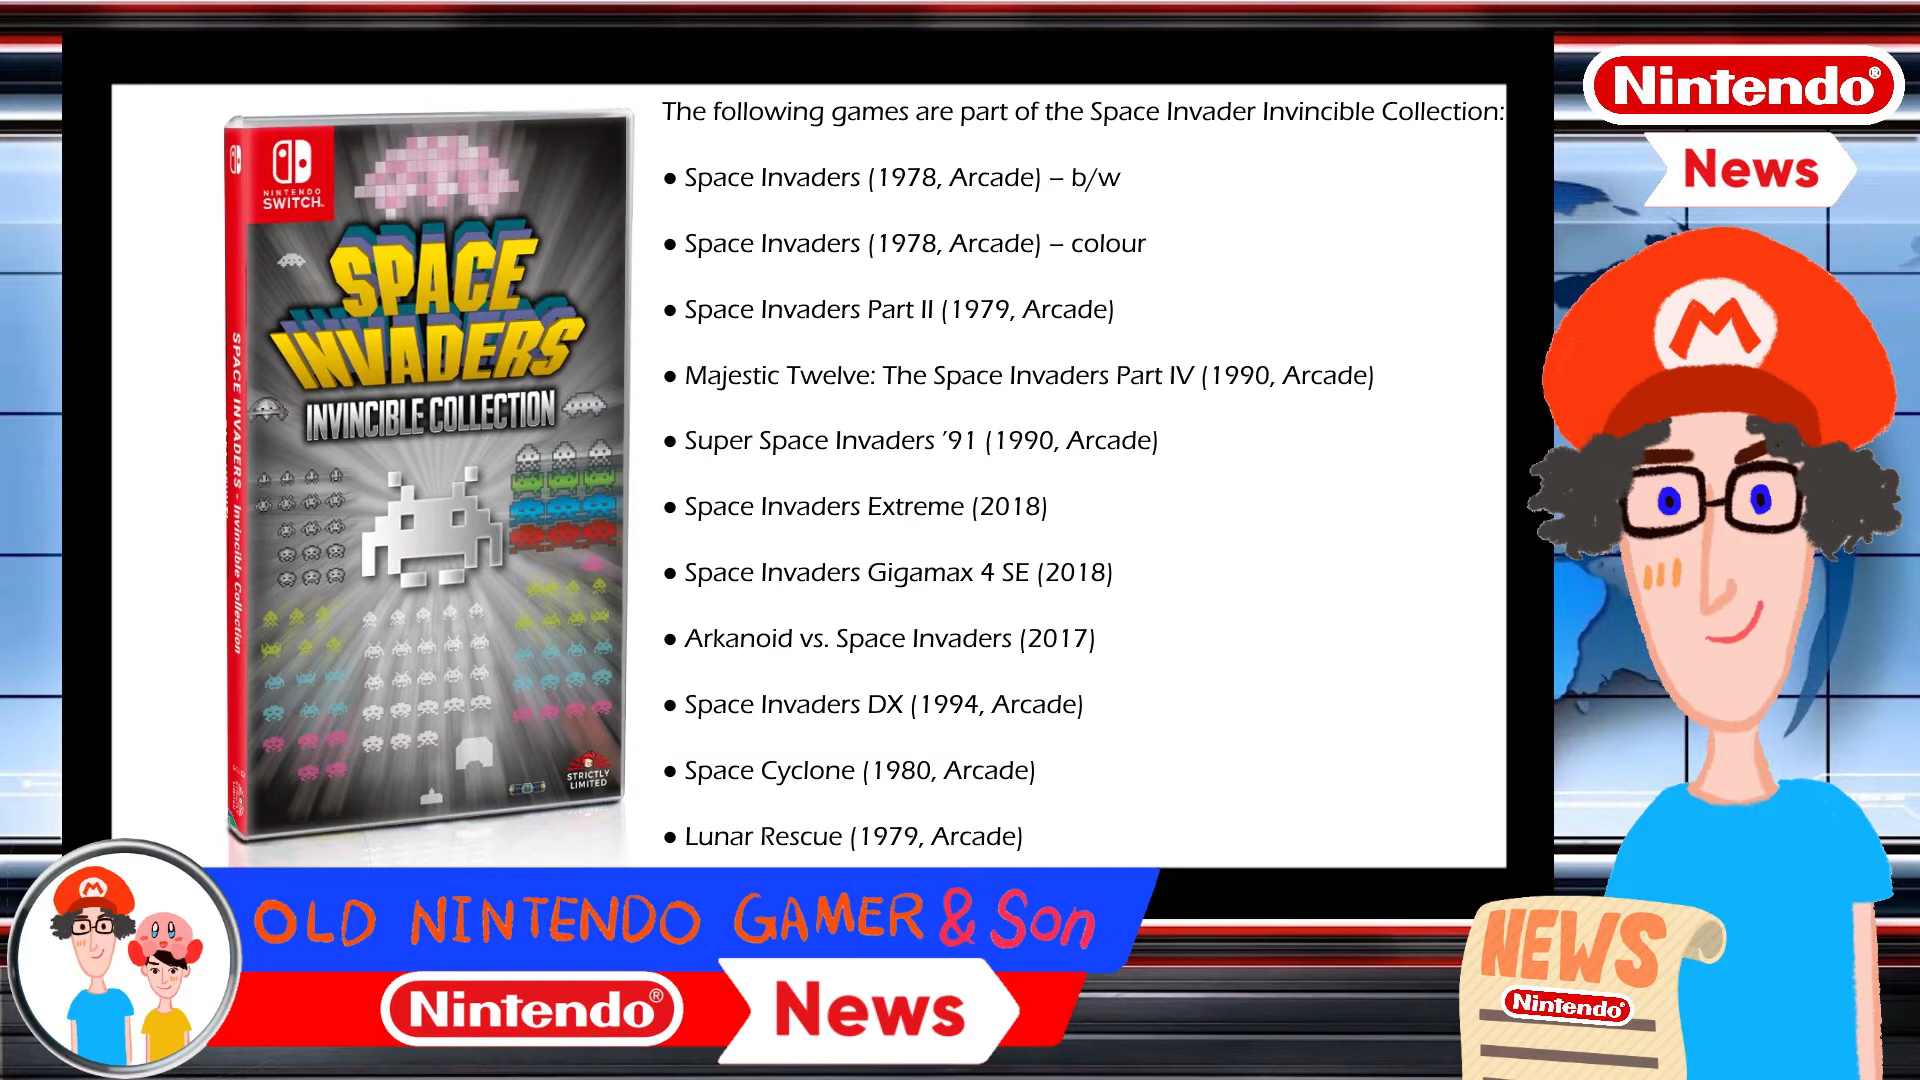 The following games are part of the Space Invader Invincible Collection:
● Space Invaders (1978, Arcade) – b/w
● Space Invaders (1978, Arcade) – colour
● Space Invaders Part II (1979, Arcade)
● Majestic Twelve: The Space Invaders Part IV (1990, Arcade)
● Super Space Invaders ’91 (1990, Arcade)
● Space Invaders Extreme (2018)
● Space Invaders Gigamax 4 SE (2018)
● Arkanoid vs. Space Invaders (2017)
● Space Invaders DX (1994, Arcade)
● Space Cyclone (1980, Arcade)
● Lunar Rescue (1979, Arcade)
NINTENDO
SWITCH™
SPACE
INVADERS
INVINCIBLE COLLECTION
SPACE INVADERS - Invincible Collection
STRICTLY
LIMITED
Nintendo®
News
M
NEWS
Nintendo
M
OLD NINTENDO GAMER & Son
Nintendo®
News